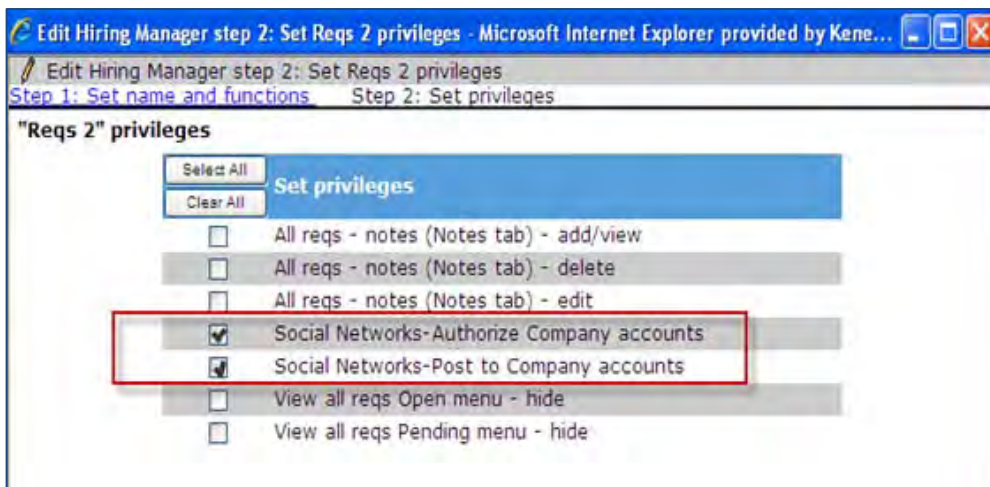 Edit Hiring Manager step 2: Set Reqs 2 privileges - Microsoft Internet Explorer provided by Kene...
Edit Hiring Manager step 2: Set Reqs 2 privileges
Step 1: Set name and functions Step 2: Set privileges
"Reqs 2" privileges
Select All
Set privileges
Clear All
All reqs - notes (Notes tab) - add/view
All reqs - notes (Notes tab) - delete
All reqs - notes (Notes tab) - edit
Social Networks-Authorize Company accounts
Social Networks-Post to Company accounts
View all reqs Open menu - hide
View all reqs Pending menu - hide